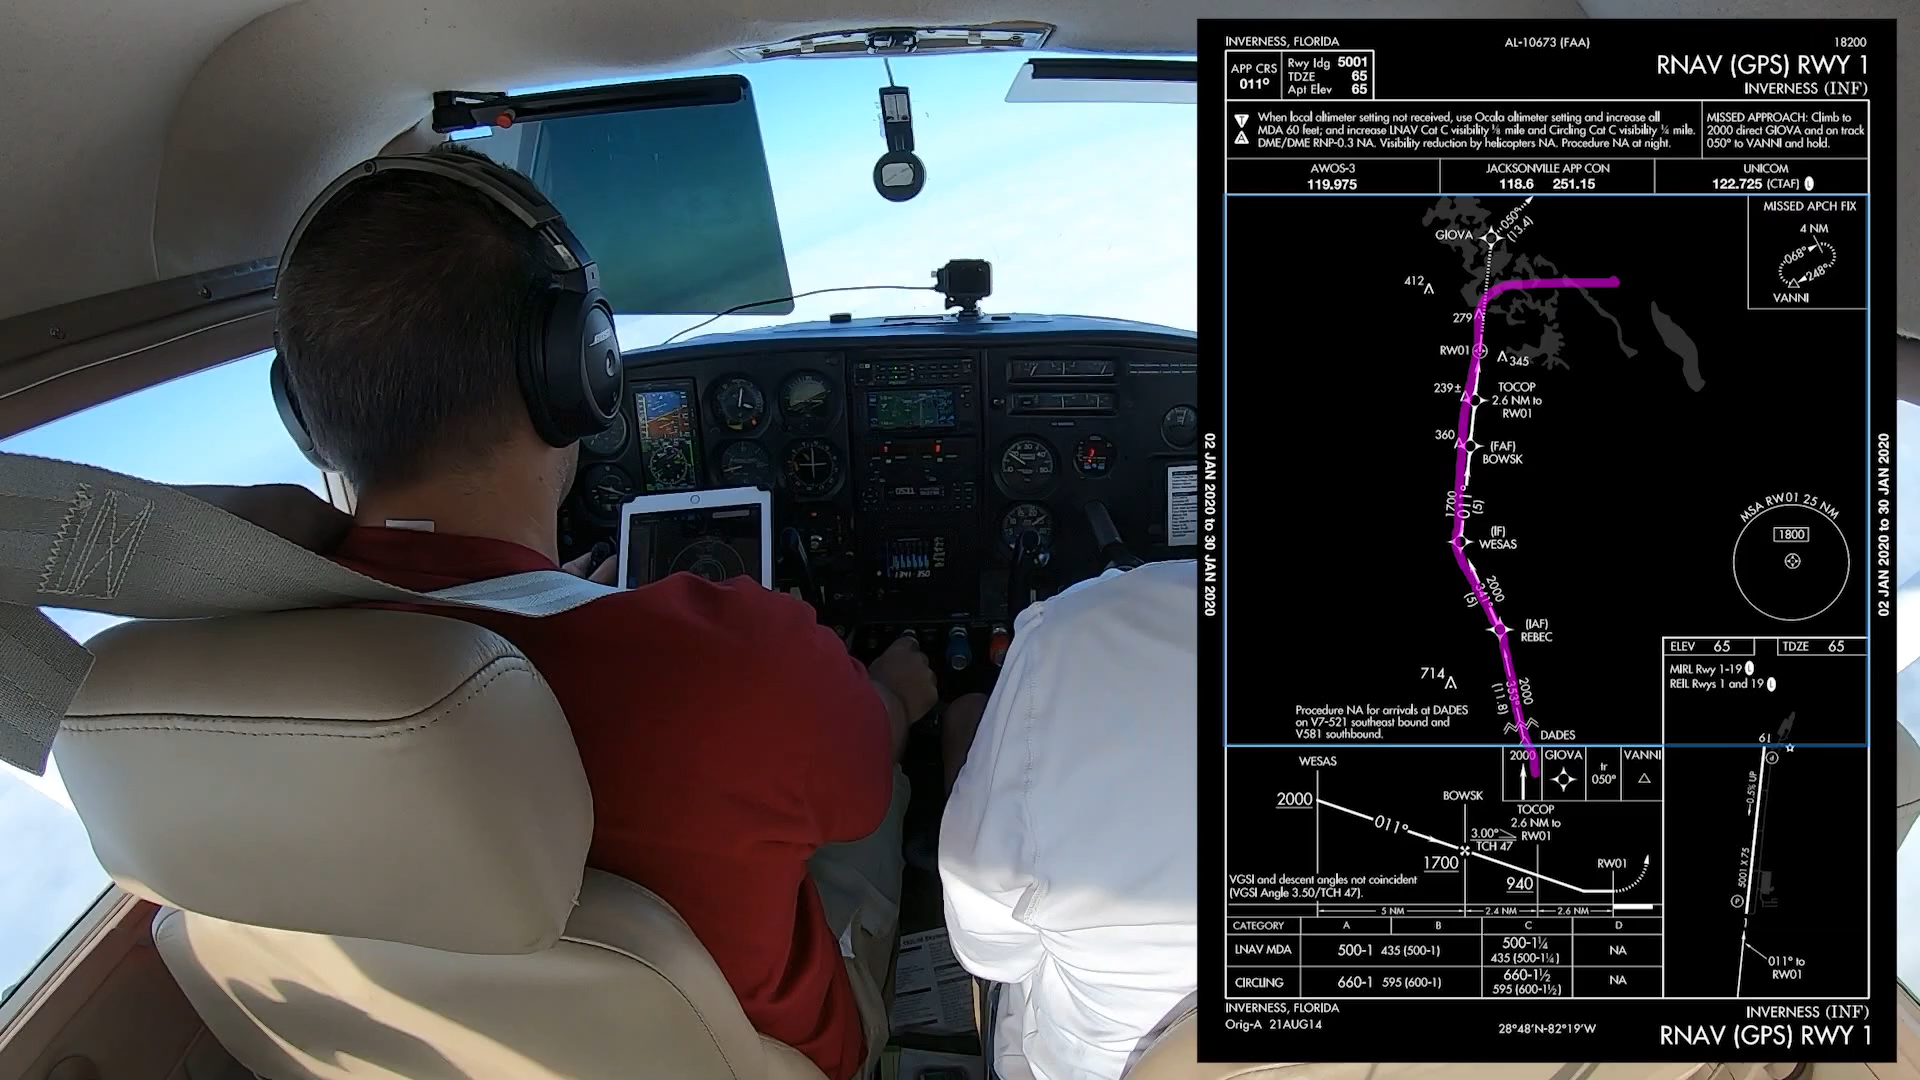 INVERNESS, FLORIDA
AL-10673 (FAA)
18200
APP CRS
011°
Rwy ldg 5001
TDZE 65
Apt Elev 65
RNAV (GPS) RWY 1
INVERNESS (INF)
T
A
When local altimeter setting not received, use Ocala altimeter setting and increase all
MDA 60 feet; and increase LNAV Cat C visibility ⅛ mile and Circling Cat C visibility ¼ mile.
DME/DME RNP-0.3 NA. Visibility reduction by helicopters NA. Procedure NA at night.
MISSED APPROACH: Climb to
2000 direct GIOVA and on track
050° to VANNI and hold.
AWOS-3
119.975
JACKSONVILLE APP CON
118.6 251.15
UNICOM
122.725 (CTAF) L
MISSED APCH FIX
4 NM
068°
248°
VANNI
050°
(13.4)
GIOVA
412
279
RW01
345
239±
TOCOP
2.6 NM to
RW01
360
(FAF)
BOWSK
1700
011°
(5)
(IF)
WESAS
2000
341°
(5)
(IAF)
REBEC
2000
353°
(11.8)
714
DADES
Procedure NA for arrivals at DADES
on V7-521 southeast bound and
V581 southbound.
MSA RW01 25 NM
1800
ELEV 65
TDZE 65
MIRL Rwy 1-19 L
REIL Rwys 1 and 19 L
19
0.5% UP
5001 X 75
P
1
011° to
RW01
2000
GIOVA
tr
050°
VANNI
WESAS
2000
011°
BOWSK
1700
3.00°
TCH 47
TOCOP
2.6 NM to
RW01
940
RW01
VGSI and descent angles not coincident
(VGSI Angle 3.50/TCH 47).
5 NM
2.4 NM
2.6 NM
CATEGORY A B C D
LNAV MDA 500-1 435 (500-1) 500-1¼ 435 (500-1¼) NA
CIRCLING 660-1 595 (600-1) 660-1½ 595 (600-1½) NA
INVERNESS, FLORIDA
Orig-A 21AUG14
28°48'N-82°19'W
INVERNESS (INF)
RNAV (GPS) RWY 1
02 JAN 2020 to 30 JAN 2020
02 JAN 2020 to 30 JAN 2020
BOSE